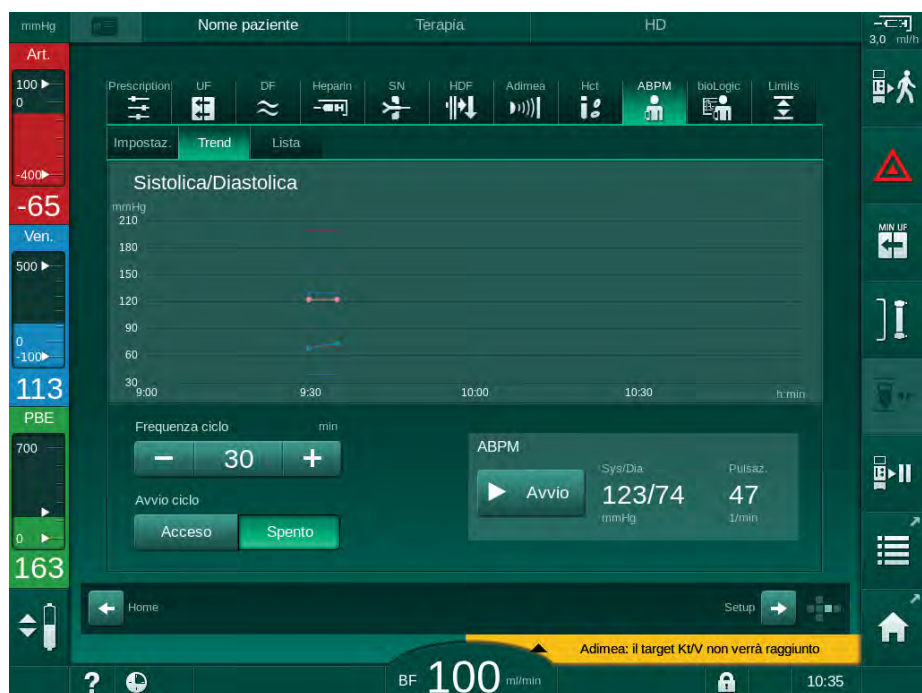 mmHg
Nome paziente
Terapia
HD
3,0 ml/h
Art.
100
0
-400
-65
Ven.
500
0
-100
113
PBE
700
0
163
Prescription
UF
DF
Heparin
SN
HDF
Adimea
Hct
ABPM
bioLogic
Limits
Impostaz.
Trend
Lista
Sistolica/Diastolica
mmHg
210
180
150
120
90
60
30
9:00
9:30
10:00
10:30
h:min
Frequenza ciclo min
30
Avvio ciclo
Acceso
Spento
ABPM
Avvio
Sys/Dia
123/74
mmHg
Pulsaz.
47
1/min
MIN UF
Home
Setup
Adimea: il target Kt/V non verrà raggiunto
?
BF 100 ml/min
10:35